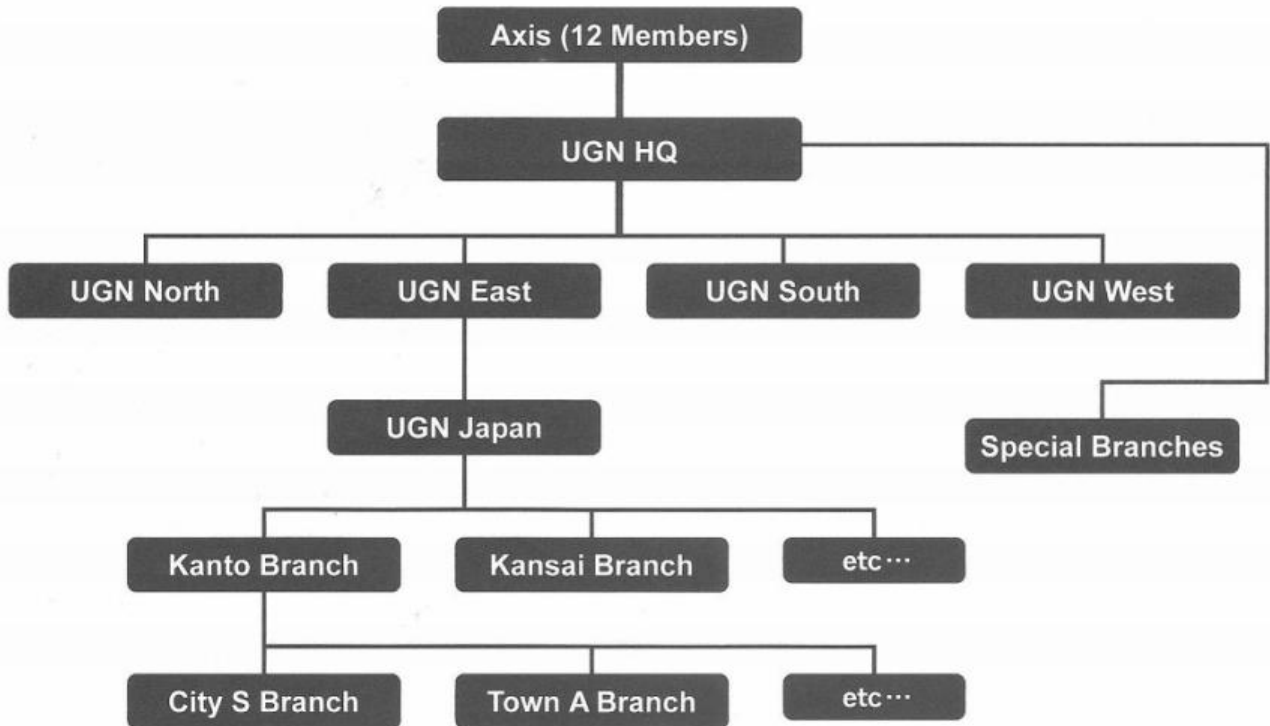 Axis (12 Members)
UGN HQ
UGN North
UGN East
UGN South
UGN West
UGN Japan
Special Branches
Kanto Branch
Kansai Branch
etc…
City S Branch
Town A Branch
etc…